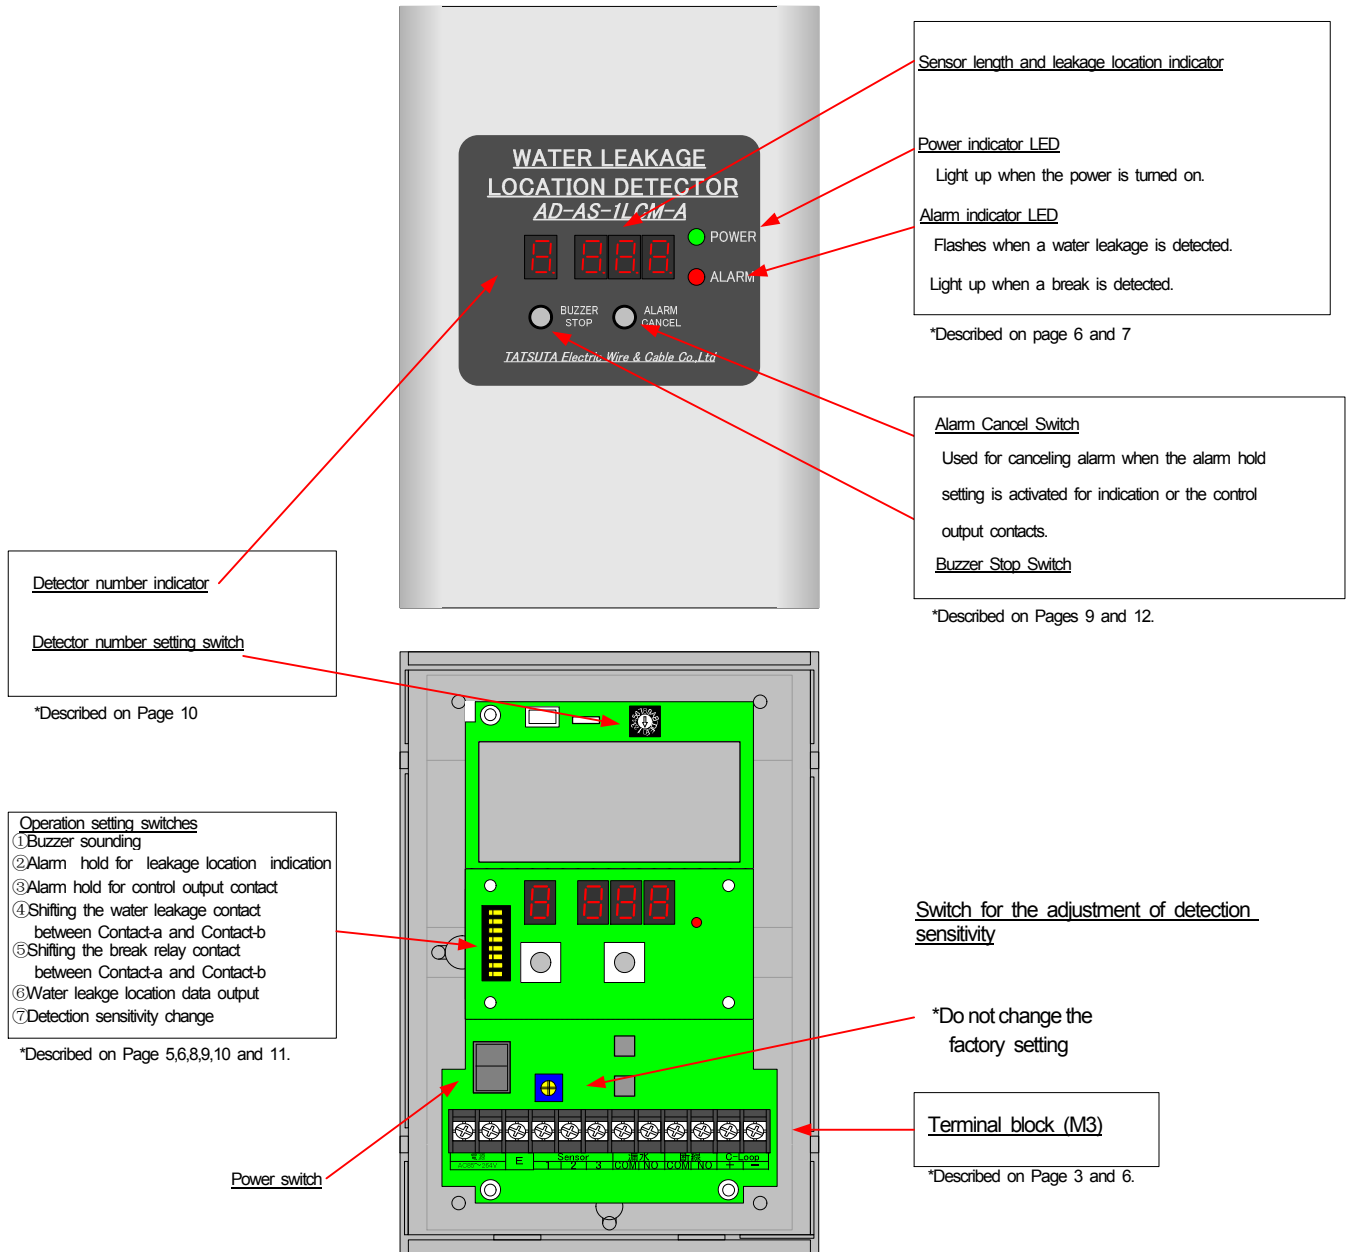 WATER LEAKAGE
LOCATION DETECTOR
AD-AS-1LCM-A
POWER
ALARM
BUZZER
STOP
ALARM
CANCEL
TATSUTA Electric Wire & Cable Co.,Ltd
Sensor length and leakage location indicator
Power indicator LED
Light up when the power is turned on.
Alarm indicator LED
Flashes when a water leakage is detected.
Light up when a break is detected.
*Described on page 6 and 7
Alarm Cancel Switch
Used for canceling alarm when the alarm hold
setting is activated for indication or the control
output contacts.
Buzzer Stop Switch
*Described on Pages 9 and 12.
Detector number indicator
Detector number setting switch
*Described on Page 10
Operation setting switches
①Buzzer sounding
②Alarm hold for leakage location indication
③Alarm hold for control output contact
④Shifting the water leakage contact
between Contact-a and Contact-b
⑤Shifting the break relay contact
between Contact-a and Contact-b
⑥Water leakge location data output
⑦Detection sensitivity change
*Described on Page 5,6,8,9,10 and 11.
Power switch
Switch for the adjustment of detection
sensitivity
*Do not change the
factory setting
Terminal block (M3)
*Described on Page 3 and 6.
電源 E Sensor 漏水 断線 C-Loop
1 2 3 COM NO COM NO + −